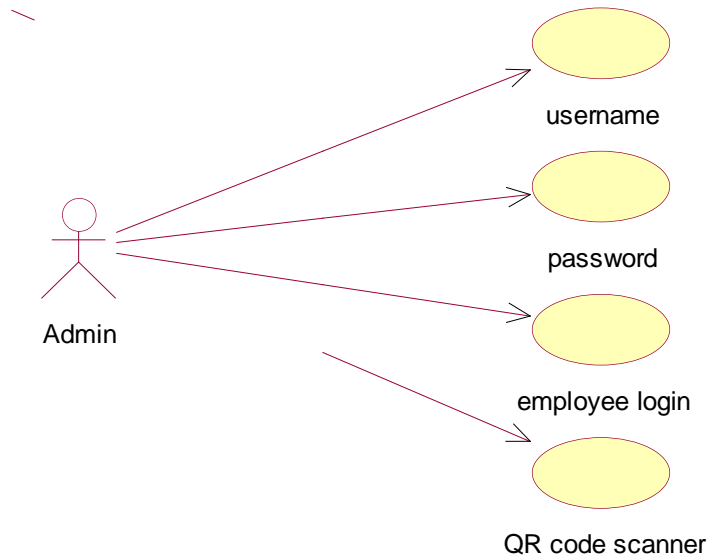 username
password
Admin
employee login
QR code scanner